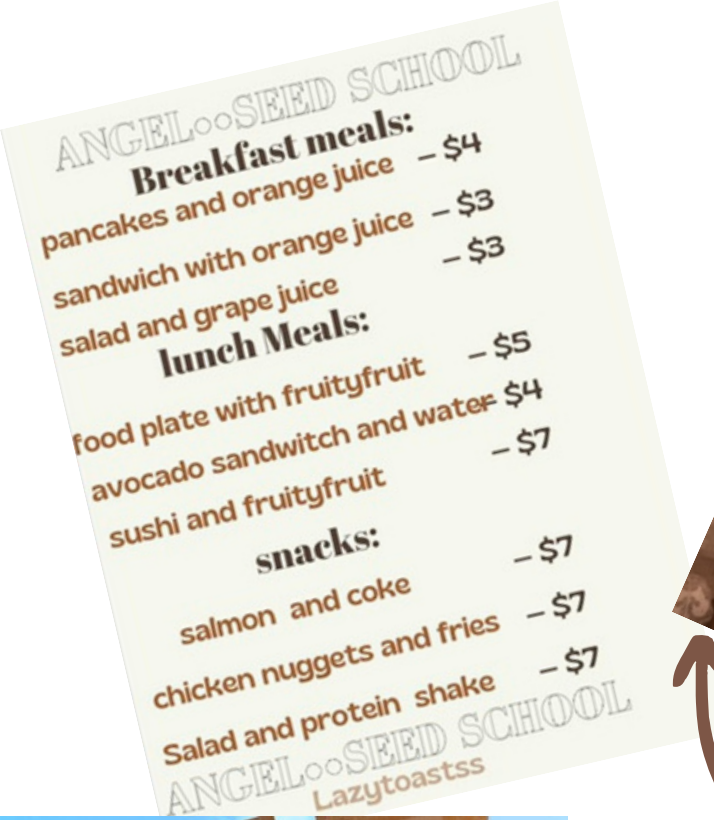 ANGEL○○SEED SCHOOL
Breakfast meals:
pancakes and orange juice – $4
sandwich with orange juice – $3
salad and grape juice – $3
lunch Meals:
food plate with fruityfruit – $5
avocado sandwitch and water – $4
sushi and fruityfruit – $7
snacks:
salmon and coke – $7
chicken nuggets and fries – $7
Salad and protein shake – $7
ANGEL○○SEED SCHOOL
Lazytoastss